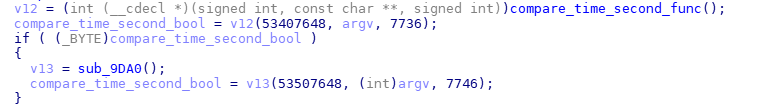 v12 = (int (__cdecl *)(signed int, const char **, signed int))compare_time_second_func();
compare_time_second_bool = v12(53407648, argv, 7736);
if ( (_BYTE)compare_time_second_bool )
{
v13 = sub_9DA0();
compare_time_second_bool = v13(53507648, (int)argv, 7746);
}